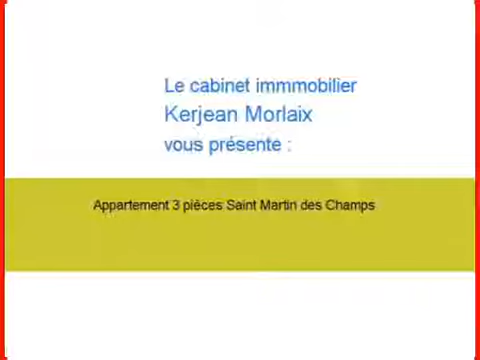 Le cabinet immmobilier
Kerjean Morlaix
vous présente :
Appartement 3 pièces Saint Martin des Champs